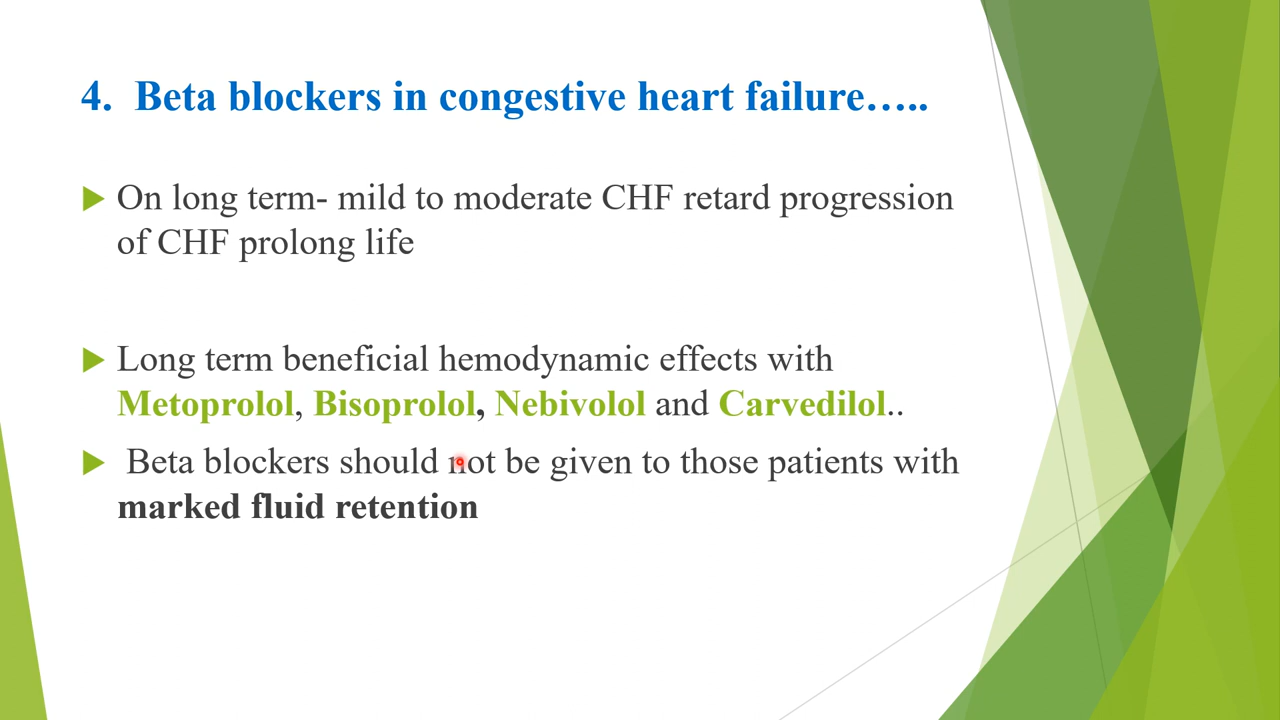 4. Beta blockers in congestive heart failure…..
On long term- mild to moderate CHF retard progression
of CHF prolong life
Long term beneficial hemodynamic effects with
Metoprolol, Bisoprolol, Nebivolol and Carvedilol..
Beta blockers should not be given to those patients with
marked fluid retention